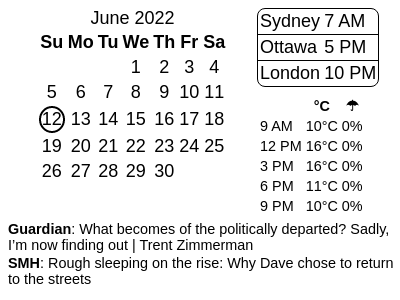 June 2022
Su Mo Tu We Th Fr Sa
1 2 3 4
5 6 7 8 9 10 11
12 13 14 15 16 17 18
19 20 21 22 23 24 25
26 27 28 29 30
Sydney 7 AM
Ottawa 5 PM
London 10 PM
°C ☂
9 AM 10°C 0%
12 PM 16°C 0%
3 PM 16°C 0%
6 PM 11°C 0%
9 PM 10°C 0%
Guardian: What becomes of the politically departed? Sadly,
I’m now finding out | Trent Zimmerman
SMH: Rough sleeping on the rise: Why Dave chose to return
to the streets